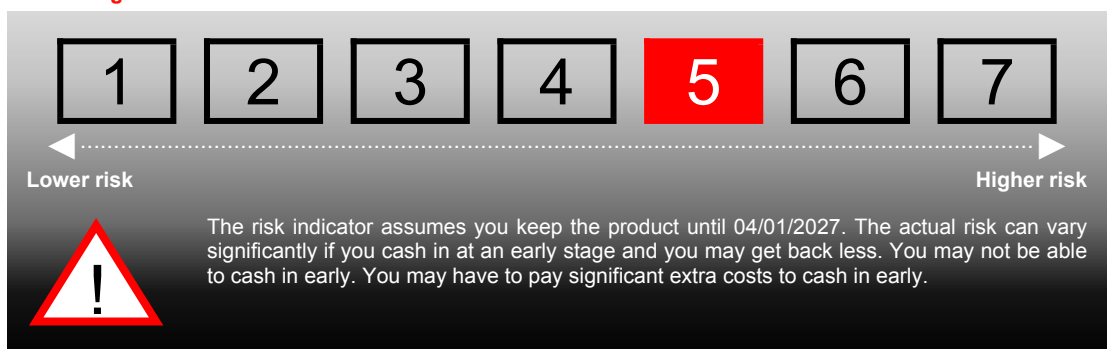 1 2 3 4 5 6 7
Lower risk Higher risk
The risk indicator assumes you keep the product until 04/01/2027. The actual risk can vary
significantly if you cash in at an early stage and you may get back less. You may not be able
to cash in early. You may have to pay significant extra costs to cash in early.
!